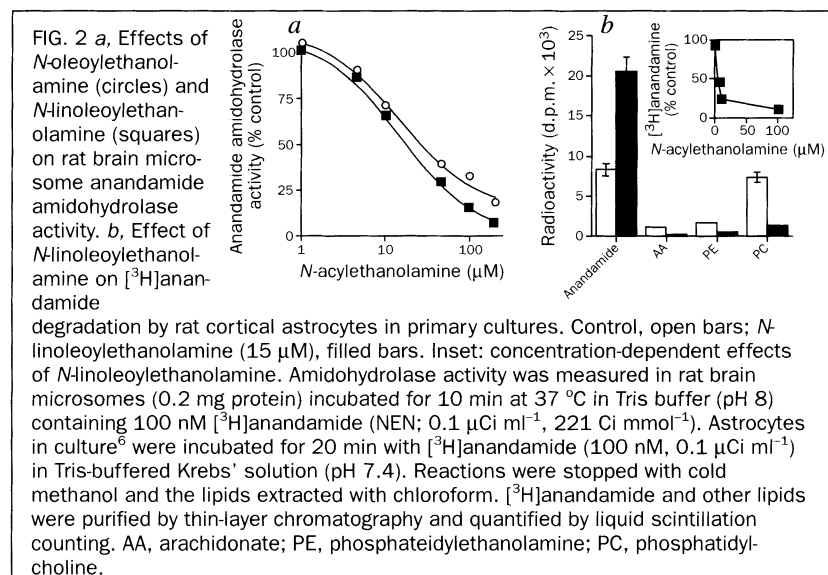 FIG. 2 a, Effects of
N-oleoylethanol-
amine (circles) and
N-linoleoylethan-
olamine (squares)
on rat brain micro-
some anandamide
amidohydrolase
activity. b, Effect of
N-linoleoylethanol-
amine on [³H]anan-
damide
a
Anandamide amidohydrolase
activity (% control)
100
75
50
25
0
1
10
100
N-acylethanolamine (μM)
b
Radioactivity (d.p.m. × 10³)
25
20
15
10
5
0
Anandamide
AA
PE
PC
[³H]anandamine
(% control)
100
75
50
25
0
0
50
100
N-acylethanolamine (μM)
degradation by rat cortical astrocytes in primary cultures. Control, open bars; N-
linoleoylethanolamine (15 μM), filled bars. Inset: concentration-dependent effects
of N-linoleoylethanolamine. Amidohydrolase activity was measured in rat brain
microsomes (0.2 mg protein) incubated for 10 min at 37 °C in Tris buffer (pH 8)
containing 100 nM [³H]anandamide (NEN; 0.1 μCi ml⁻¹, 221 Ci mmol⁻¹). Astrocytes
in culture⁶ were incubated for 20 min with [³H]anandamide (100 nM, 0.1 μCi ml⁻¹)
in Tris-buffered Krebs' solution (pH 7.4). Reactions were stopped with cold
methanol and the lipids extracted with chloroform. [³H]anandamide and other lipids
were purified by thin-layer chromatography and quantified by liquid scintillation
counting. AA, arachidonate; PE, phosphateidylethanolamine; PC, phosphatidyl-
choline.